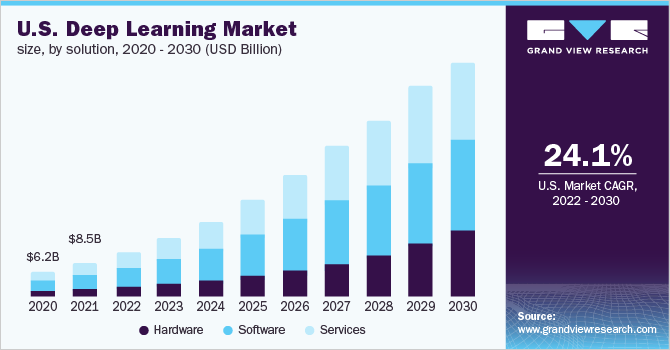 U.S. Deep Learning Market
size, by solution, 2020 - 2030 (USD Billion)
$6.2B
$8.5B
2020 2021 2022 2023 2024 2025 2026 2027 2028 2029 2030
Hardware Software Services
GRAND VIEW RESEARCH
24.1%
U.S. Market CAGR,
2022 - 2030
Source:
www.grandviewresearch.com